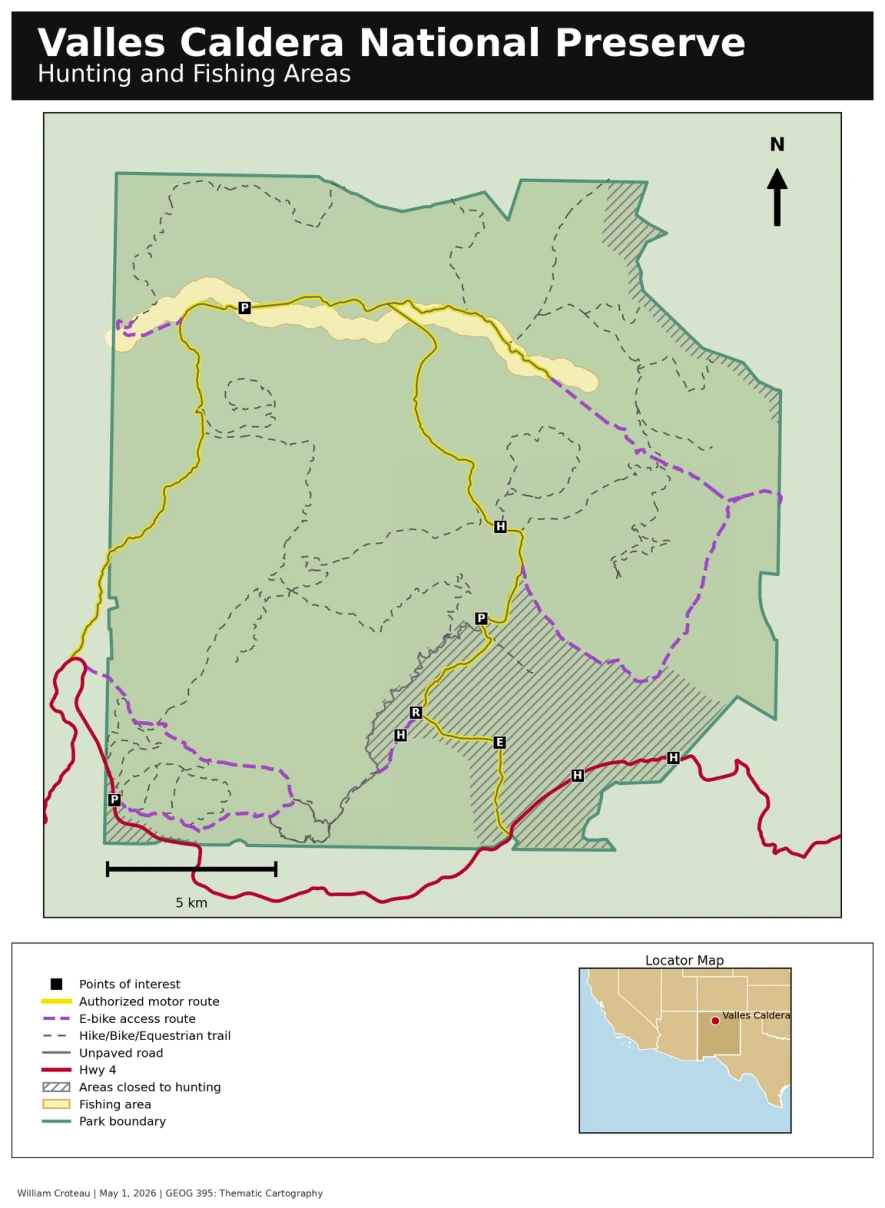 Valles Caldera National Preserve
Hunting and Fishing Areas
N
P
H
P
R
H
E
H
H
P
5 km
Points of interest
Authorized motor route
E-bike access route
Hike/Bike/Equestrian trail
Unpaved road
Hwy 4
Areas closed to hunting
Fishing area
Park boundary
Locator Map
Valles Caldera
William Croteau | May 1, 2026 | GEOG 395: Thematic Cartography